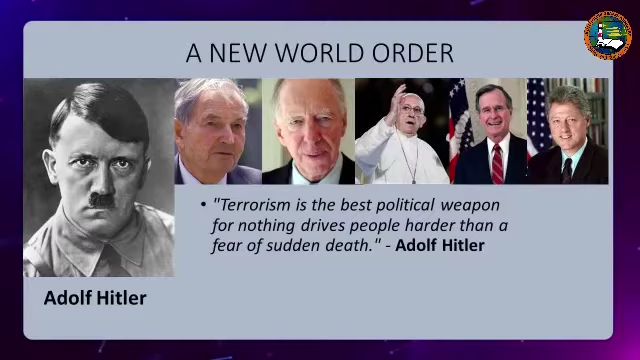 A NEW WORLD ORDER
• "Terrorism is the best political weapon
for nothing drives people harder than a
fear of sudden death." - Adolf Hitler
Adolf Hitler